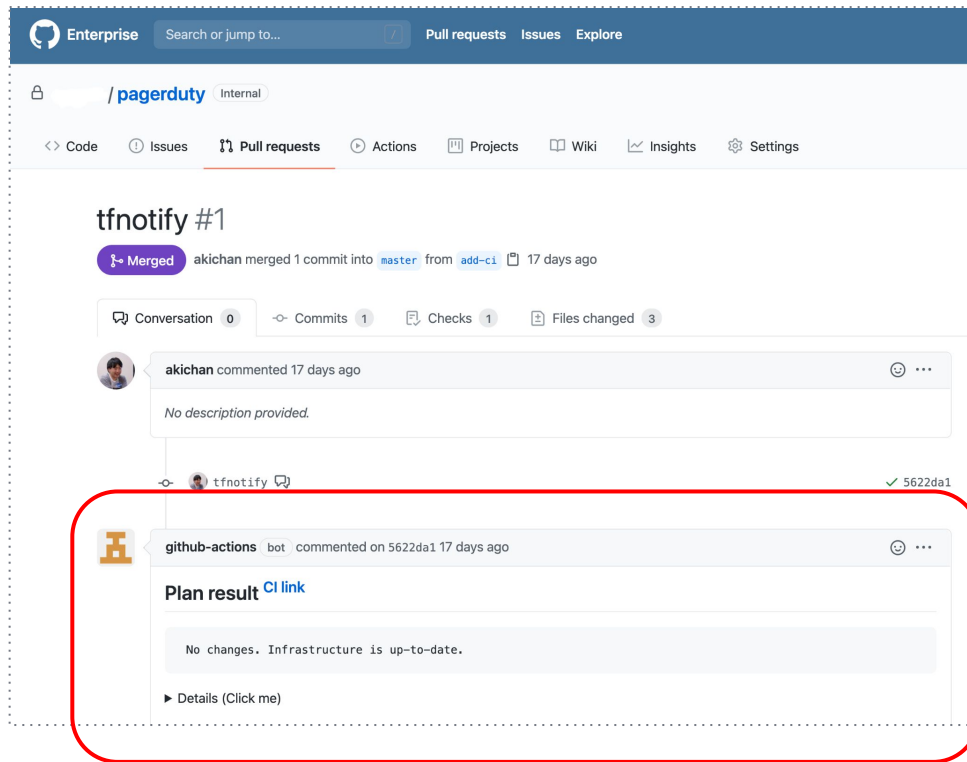 Enterprise Search or jump to... / Pull requests Issues Explore
/ pagerduty Internal
Code Issues Pull requests Actions Projects Wiki Insights Settings
tfnotify #1
Merged akichan merged 1 commit into master from add-ci 17 days ago
Conversation 0 Commits 1 Checks 1 Files changed 3
akichan commented 17 days ago
No description provided.
tfnotify 5622da1
github-actions bot commented on 5622da1 17 days ago
Plan result CI link
No changes. Infrastructure is up-to-date.
Details (Click me)